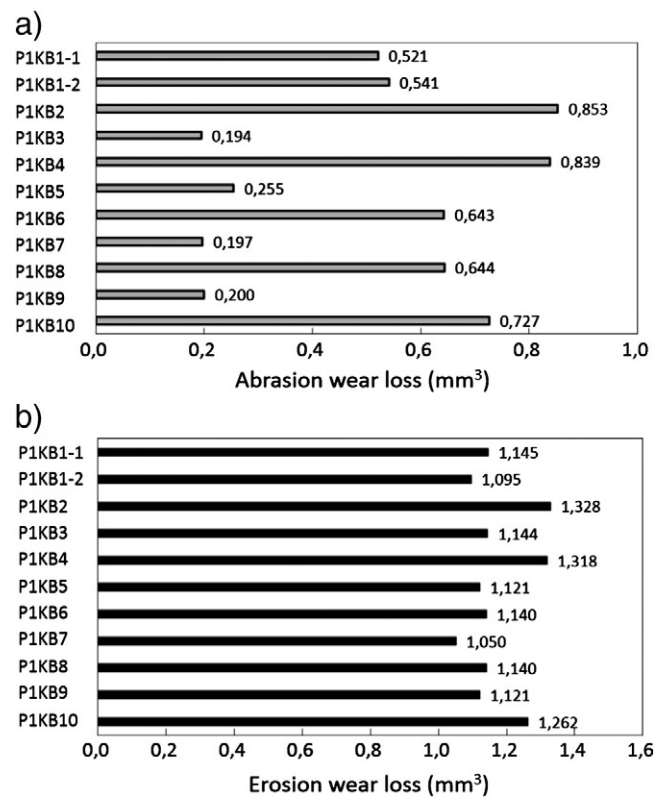 a)
P1KB1-1 0,521
P1KB1-2 0,541
P1KB2 0,853
P1KB3 0,194
P1KB4 0,839
P1KB5 0,255
P1KB6 0,643
P1KB7 0,197
P1KB8 0,644
P1KB9 0,200
P1KB10 0,727
0,0 0,2 0,4 0,6 0,8 1,0
Abrasion wear loss (mm³)
b)
P1KB1-1 1,145
P1KB1-2 1,095
P1KB2 1,328
P1KB3 1,144
P1KB4 1,318
P1KB5 1,121
P1KB6 1,140
P1KB7 1,050
P1KB8 1,140
P1KB9 1,121
P1KB10 1,262
0,0 0,2 0,4 0,6 0,8 1,0 1,2 1,4 1,6
Erosion wear loss (mm³)